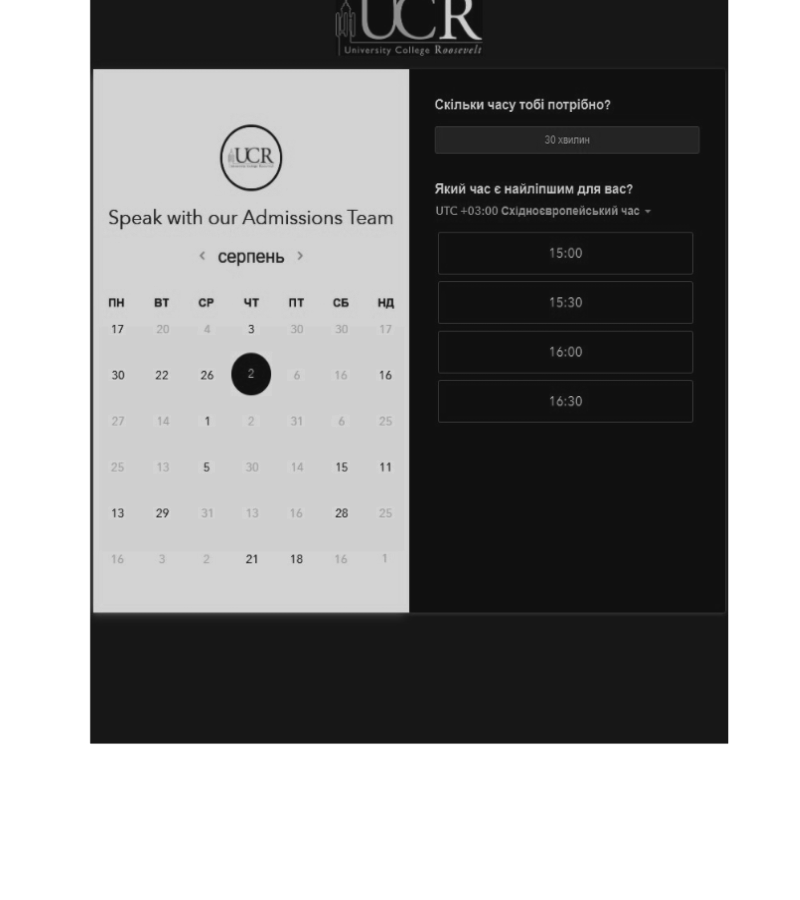 UCR
University College Roosevelt
UCR
Speak with our Admissions Team
серпень
ПН ВТ СР ЧТ ПТ СБ НД
17 20 4 3 30 30 17
30 22 26 2 6 16 16
27 14 1 2 31 6 25
25 13 5 30 14 15 11
13 29 31 13 16 28 25
16 3 2 21 18 16 1
Скільки часу тобі потрібно?
30 хвилин
Який час є найліпшим для вас?
UTC +03:00 Східноєвропейський час
15:00
15:30
16:00
16:30